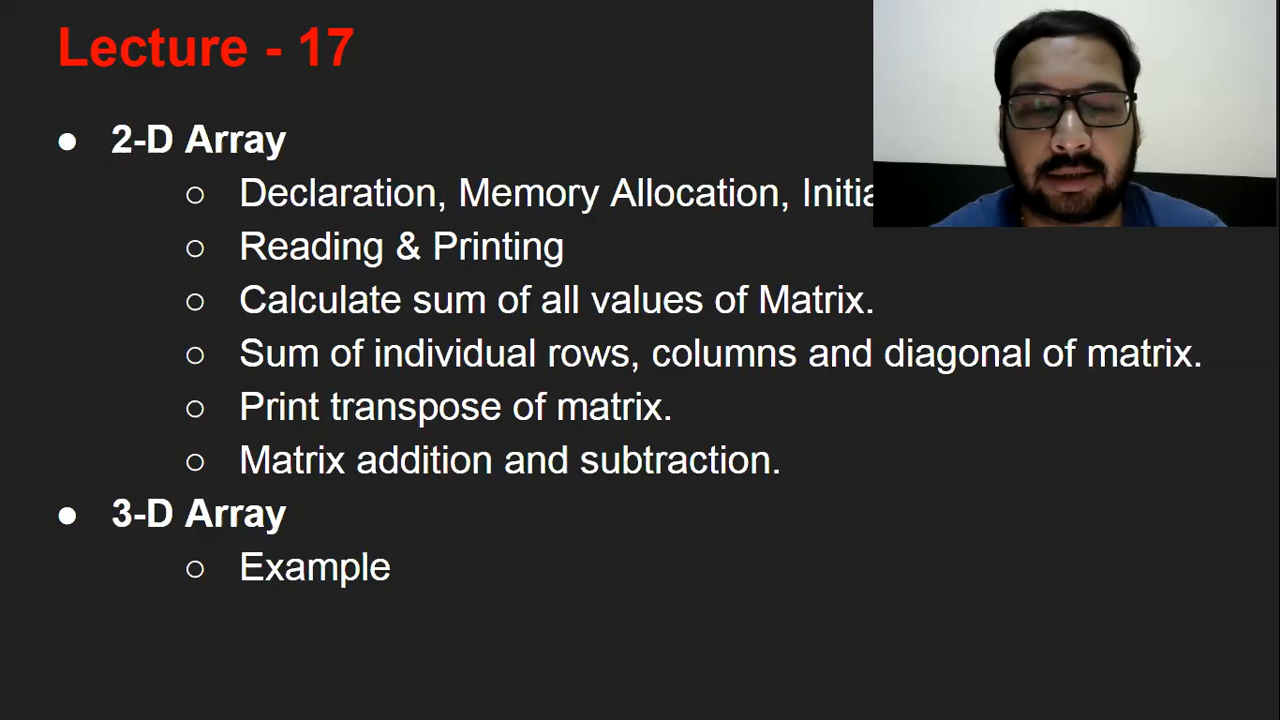 Lecture - 17
● 2-D Array
○ Declaration, Memory Allocation,
○ Reading & Printing
○ Calculate sum of all values of Matrix.
○ Sum of individual rows, columns and diagonal of matrix.
○ Print transpose of matrix.
○ Matrix addition and subtraction.
● 3-D Array
○ Example